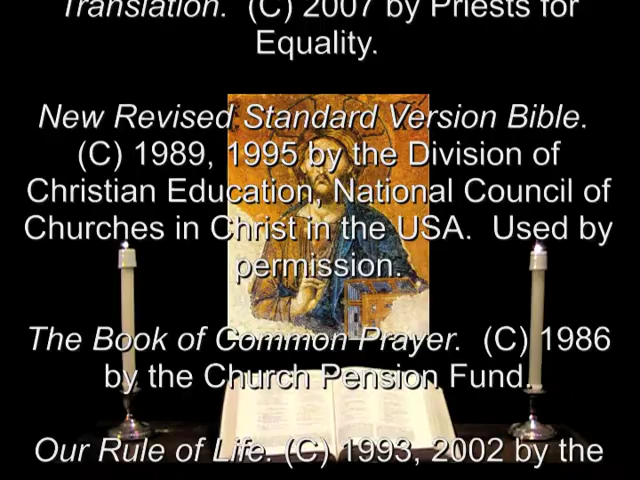 Translation.  (C) 2007 by Priests for
Equality.
New Revised Standard Version Bible.
(C) 1989, 1995 by the Division of
Christian Education, National Council of
Churches in Christ in the USA.  Used by
permission.
The Book of Common Prayer.  (C) 1986
by the Church Pension Fund.
Our Rule of Life. (C) 1993, 2002 by the